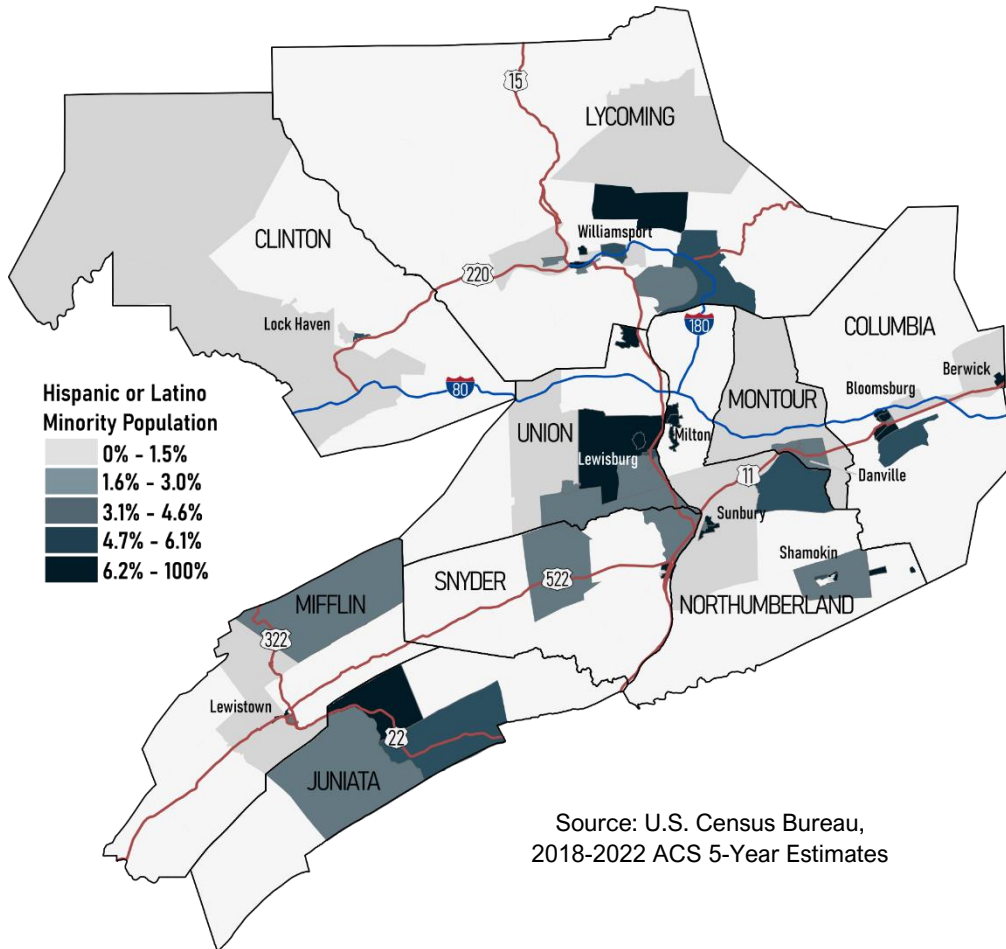 15
LYCOMING
Williamsport
CLINTON
220
Lock Haven
180
COLUMBIA
80
Berwick
Bloomsburg
MONTOUR
UNION
Milton
Lewisburg
Danville
11
Sunbury
Shamokin
SNYDER
522
NORTHUMBERLAND
MIFFLIN
322
Lewistown
22
JUNIATA
Hispanic or Latino
Minority Population
0% - 1.5%
1.6% - 3.0%
3.1% - 4.6%
4.7% - 6.1%
6.2% - 100%
Source: U.S. Census Bureau,
2018-2022 ACS 5-Year Estimates